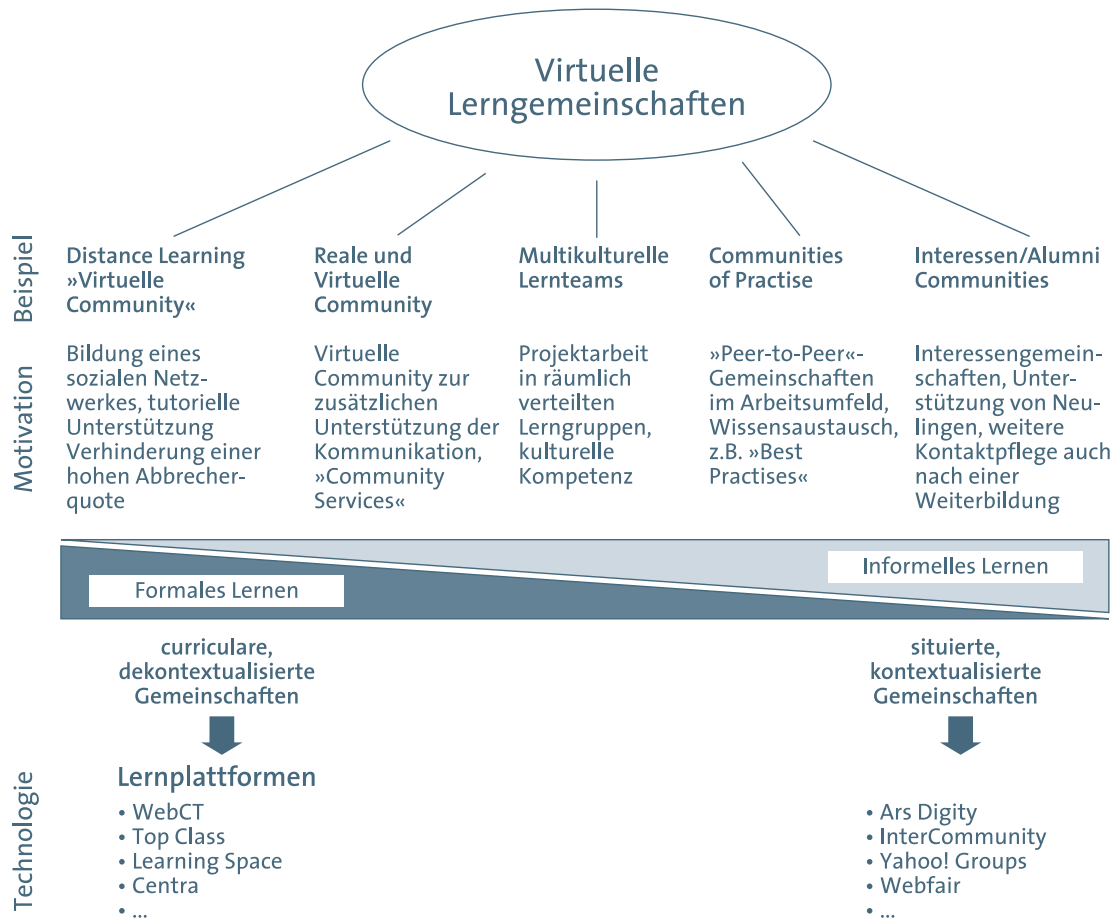 Virtuelle
Lerngemeinschaften
Beispiel
Distance Learning
»Virtuelle
Community«
Reale und
Virtuelle
Community
Multikulturelle
Lernteams
Communities
of Practise
Interessen/Alumni
Communities
Motivation
Bildung eines
sozialen Netz-
werkes, tutorielle
Unterstützung
Verhinderung einer
hohen Abbrecher-
quote
Virtuelle
Community zur
zusätzlichen
Unterstützung der
Kommunikation,
»Community
Services«
Projektarbeit
in räumlich
verteilten
Lerngruppen,
kulturelle
Kompetenz
»Peer-to-Peer«-
Gemeinschaften
im Arbeitsumfeld,
Wissensaustausch,
z.B. »Best
Practises«
Interessengemein-
schaften, Unter-
stützung von Neu-
lingen, weitere
Kontaktpflege auch
nach einer
Weiterbildung
Formales Lernen
Informelles Lernen
curriculare,
dekontextualisierte
Gemeinschaften
situierte,
kontextualisierte
Gemeinschaften
Technologie
Lernplattformen
• WebCT
• Top Class
• Learning Space
• Centra
• ...
• Ars Digity
• InterCommunity
• Yahoo! Groups
• Webfair
• ...